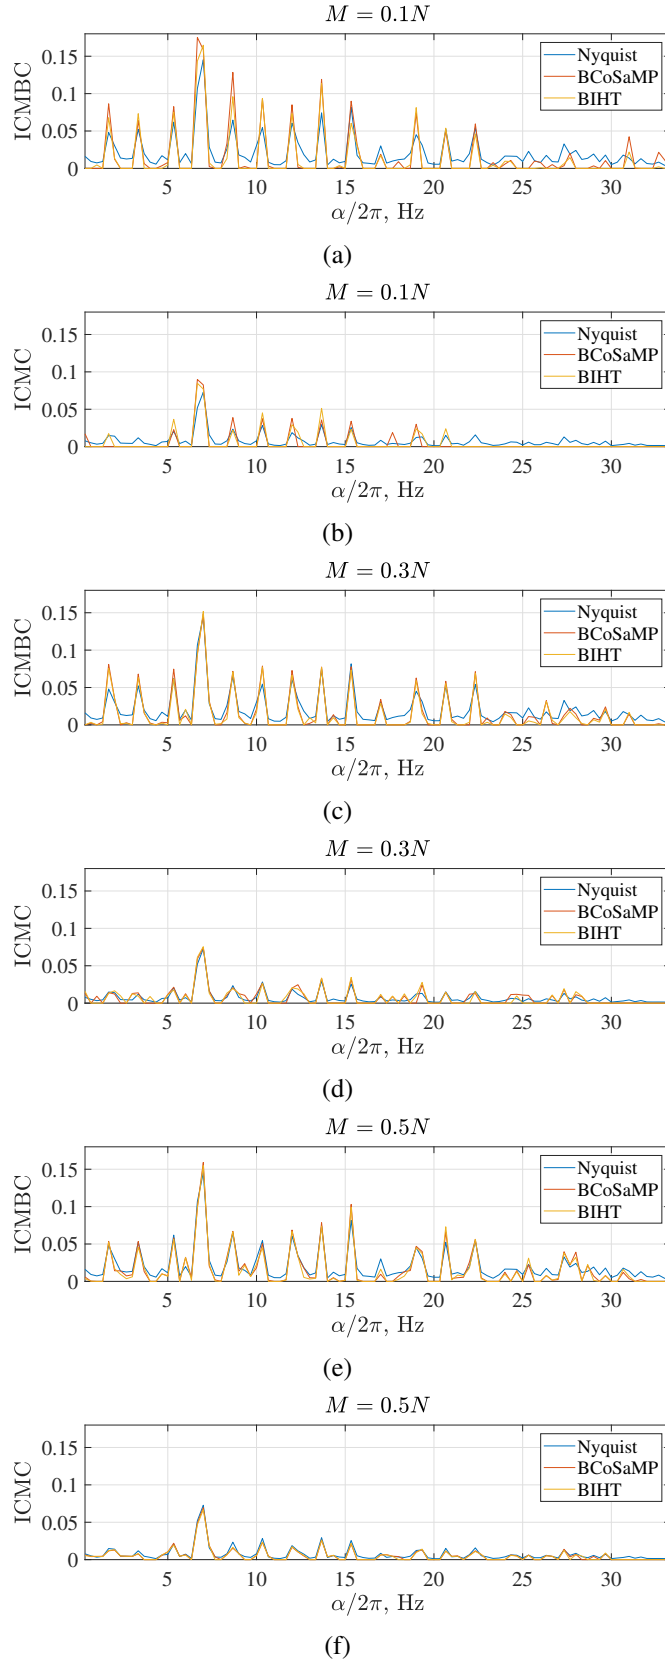 M = 0.1N
ICMBC
0.15
0.1
0.05
0
Nyquist
BCoSaMP
BIHT
5 10 15 20 25 30
α/2π, Hz
(a)
M = 0.1N
ICMC
0.15
0.1
0.05
0
Nyquist
BCoSaMP
BIHT
5 10 15 20 25 30
α/2π, Hz
(b)
M = 0.3N
ICMBC
0.15
0.1
0.05
0
Nyquist
BCoSaMP
BIHT
5 10 15 20 25 30
α/2π, Hz
(c)
M = 0.3N
ICMC
0.15
0.1
0.05
0
Nyquist
BCoSaMP
BIHT
5 10 15 20 25 30
α/2π, Hz
(d)
M = 0.5N
ICMBC
0.15
0.1
0.05
0
Nyquist
BCoSaMP
BIHT
5 10 15 20 25 30
α/2π, Hz
(e)
M = 0.5N
ICMC
0.15
0.1
0.05
0
Nyquist
BCoSaMP
BIHT
5 10 15 20 25 30
α/2π, Hz
(f)